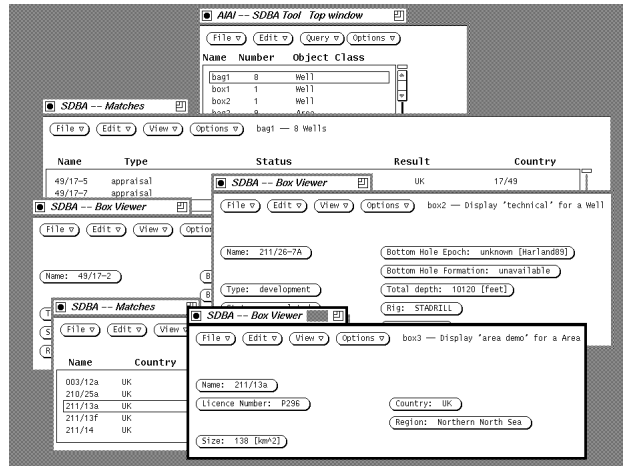 AIAI -- SDBA Tool Top window
File Edit Query Options
Name Number Object Class
bag1 8 Well
box1 1 Well
box2 1 Well
SDBA -- Matches
File Edit View Options bag1 — 8 Wells
Name Type Status Result Country
49/17-5 appraisal UK 17/49
49/17-7 appraisal
SDBA -- Box Viewer
File Edit View Options box2 — Display 'technical' for a Well
Name: 211/26-7A
Bottom Hole Epoch: unknown [Harland89]
Bottom Hole Formation: unavailable
Type: development
Total depth: 10120 [feet]
Rig: STADRILL
SDBA -- Box Viewer
File Edit View
Name: 49/17-2
SDBA -- Matches
File Edit View
Name Country
003/12a UK
210/25a UK
211/13a UK
211/13f UK
211/14 UK
SDBA -- Box Viewer
File Edit View Options box3 — Display 'area demo' for a Area
Name: 211/13a
Licence Number: P296
Country: UK
Region: Northern North Sea
Size: 138 [km^2]